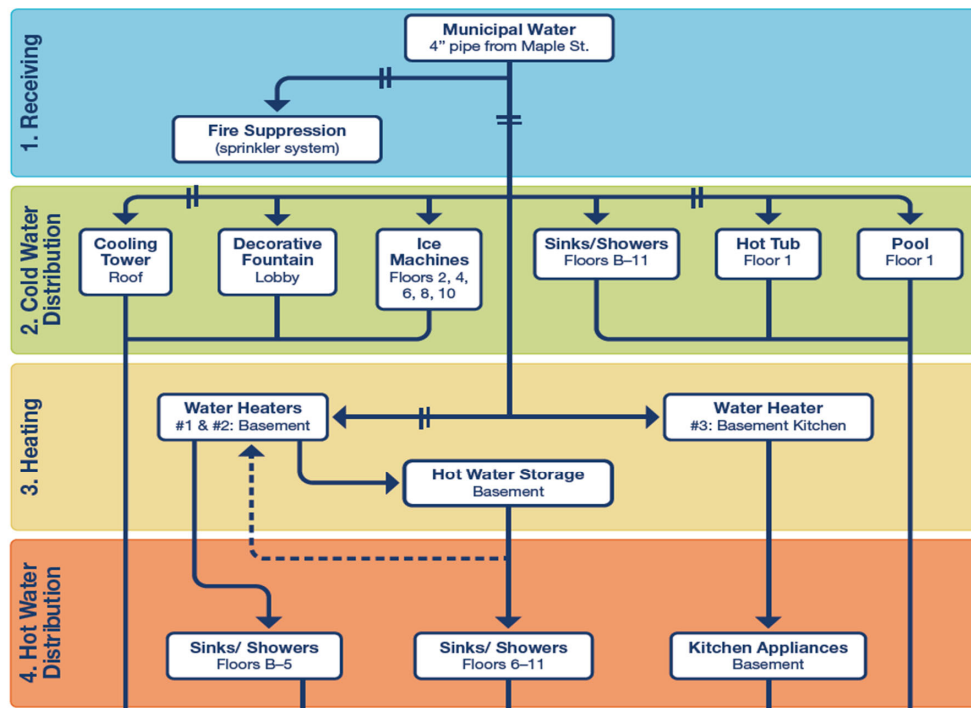 1. Receiving
Municipal Water
4” pipe from Maple St.
Fire Suppression
(sprinkler system)
2. Cold Water
Distribution
Cooling
Tower
Roof
Decorative
Fountain
Lobby
Ice
Machines
Floors 2, 4,
6, 8, 10
Sinks/Showers
Floors B–11
Hot Tub
Floor 1
Pool
Floor 1
3. Heating
Water Heaters
#1 & #2: Basement
Water Heater
#3: Basement Kitchen
Hot Water Storage
Basement
4. Hot Water
Distribution
Sinks/ Showers
Floors B–5
Sinks/ Showers
Floors 6–11
Kitchen Appliances
Basement